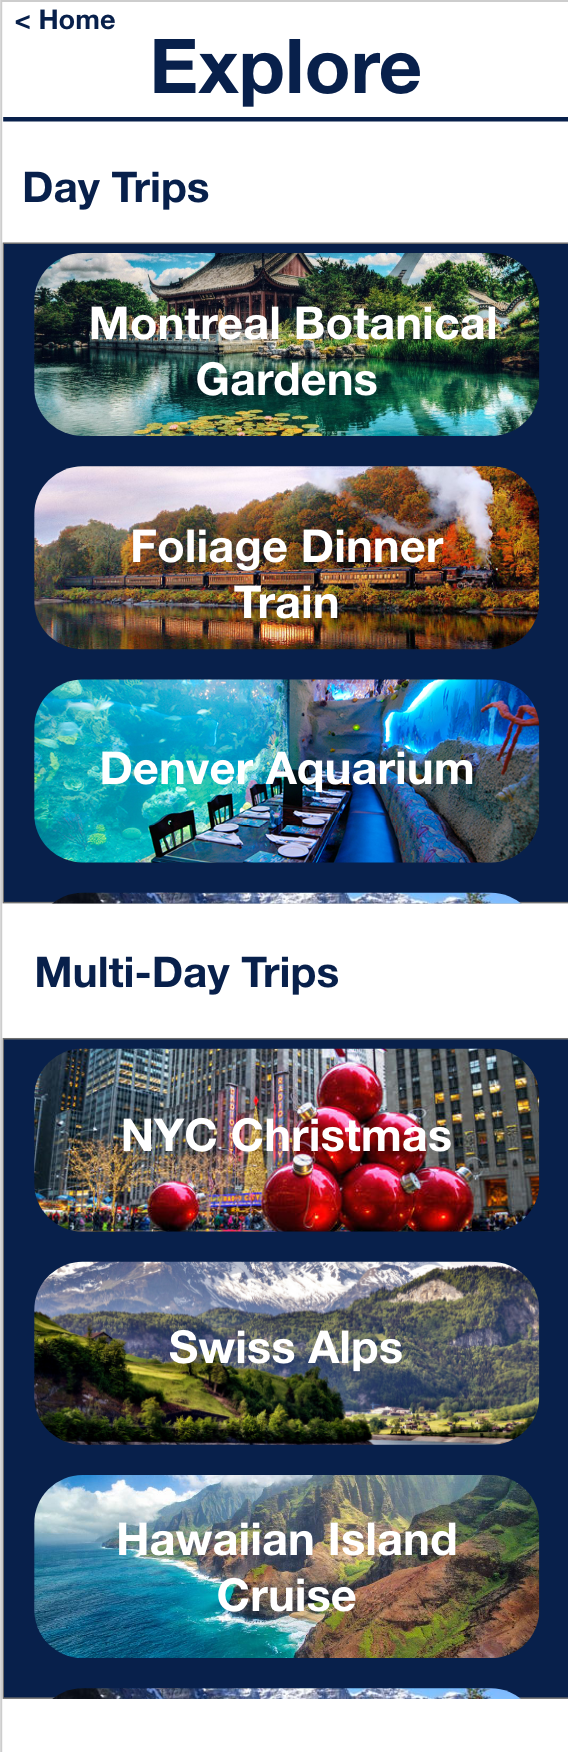 < Home
Explore
Day Trips
Montreal Botanical
Gardens
Foliage Dinner
Train
Denver Aquarium
Multi-Day Trips
NYC Christmas
Swiss Alps
Hawaiian Island
Cruise